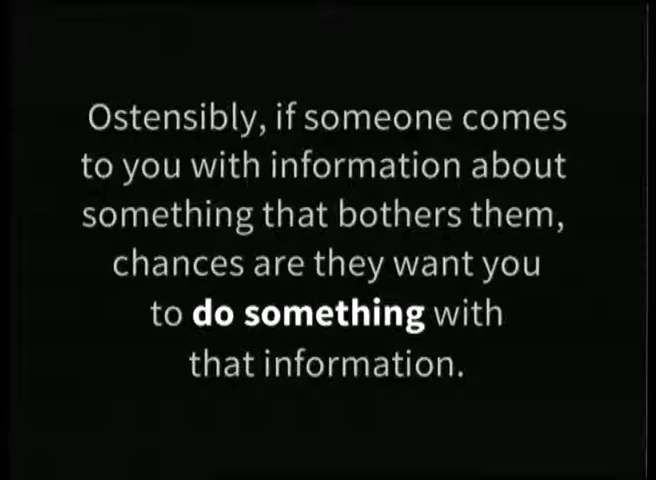 Ostensibly, if someone comes
to you with information about
something that bothers them,
chances are they want you
to do something with
that information.